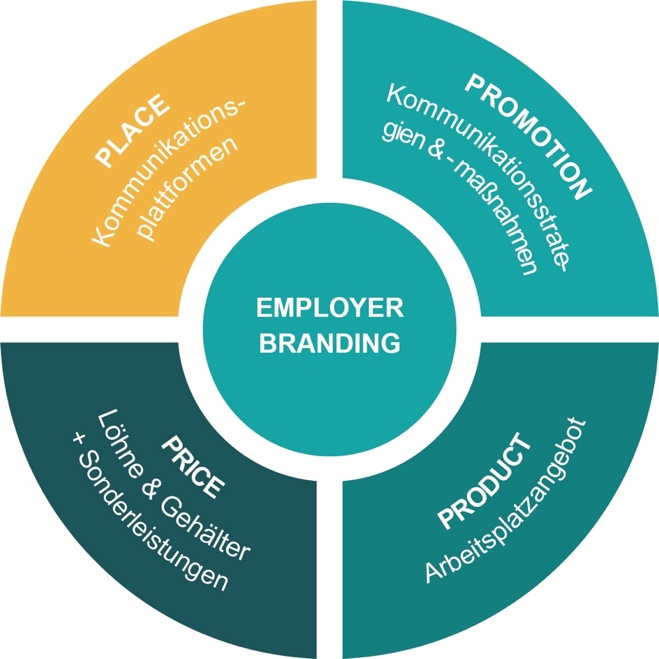 PLACE
Kommunikations-
plattformen
PROMOTION
Kommunikationsstrate-
gien & - maßnahmen
EMPLOYER
BRANDING
PRICE
Löhne & Gehälter
+ Sonderleistungen
PRODUCT
Arbeitsplatzangebot